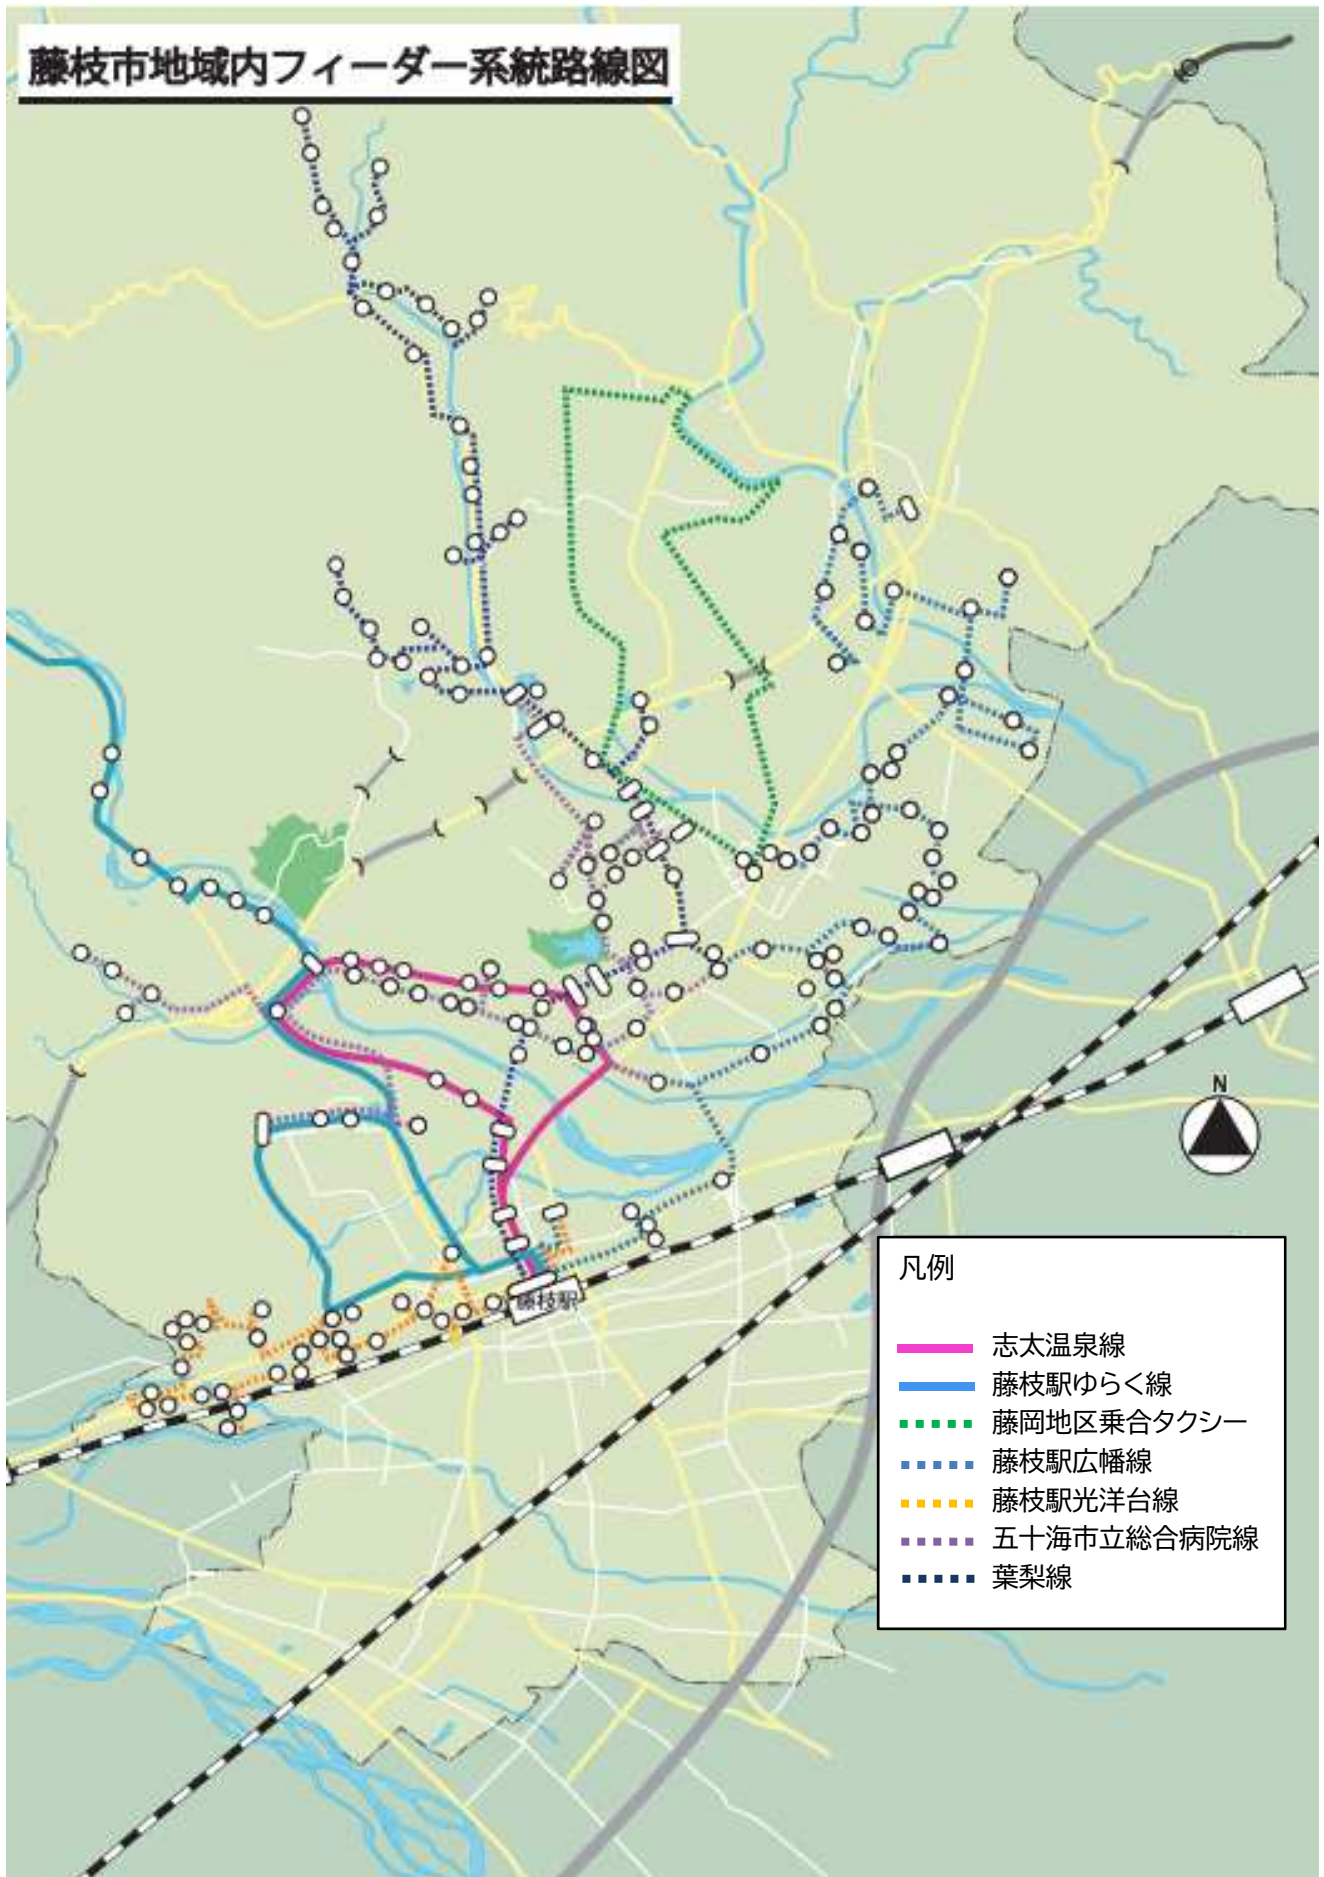 藤枝市地域内フィーダー系統路線図
N
藤枝駅
凡例
志太温泉線
藤枝駅ゆらく線
藤岡地区乗合タクシー
藤枝駅広幡線
藤枝駅光洋台線
五十海市立総合病院線
葉梨線